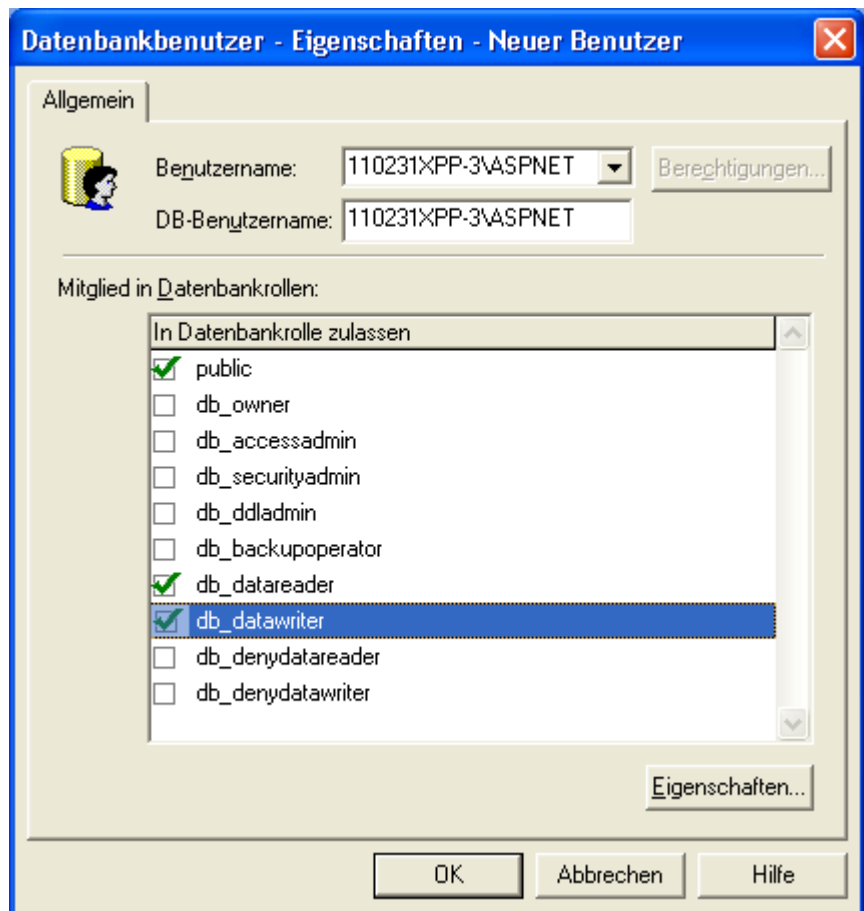 Datenbankbenutzer - Eigenschaften - Neuer Benutzer
Allgemein
Benutzername: 110231XPP-3\ASPNET Berechtigungen...
DB-Benutzername: 110231XPP-3\ASPNET
Mitglied in Datenbankrollen:
In Datenbankrolle zulassen
public
db_owner
db_accessadmin
db_securityadmin
db_ddladmin
db_backupoperator
db_datareader
db_datawriter
db_denydatareader
db_denydatawriter
Eigenschaften...
OK Abbrechen Hilfe